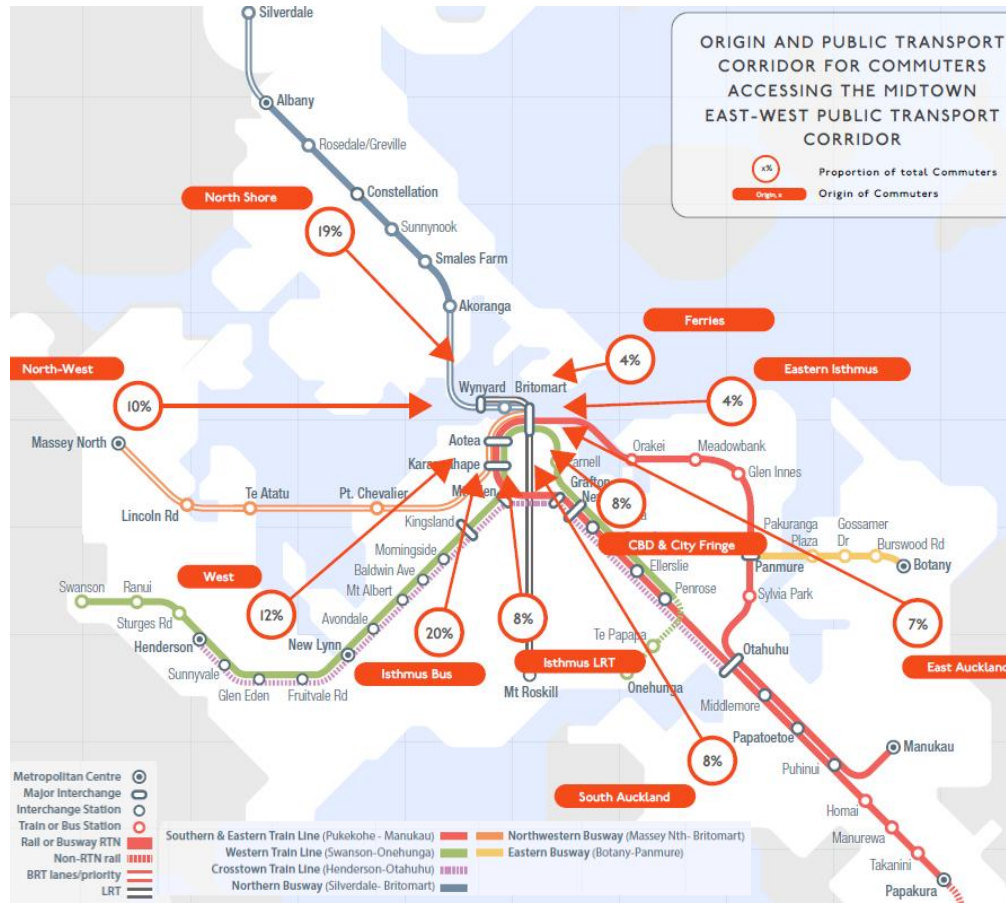 Silverdale
ORIGIN AND PUBLIC TRANSPORT
CORRIDOR FOR COMMUTERS
ACCESSING THE MIDTOWN
EAST-WEST PUBLIC TRANSPORT
CORRIDOR
x%
Proportion of total Commuters
Origin, x
Origin of Commuters
Albany
Rosedale/Greville
Constellation
North Shore
19%
Sunnynook
Smales Farm
Akoranga
Ferries
4%
North-West
10%
Eastern Isthmus
4%
Wynyard
Britomart
Massey North
Aotea
Orakei
Meadowbank
Glen Innes
Grafton
Te Atatu
Pt. Chevalier
Lincoln Rd
Kingsland
8%
CBD & City Fringe
Pakuranga
Plaza
Gossamer
Dr
Burswood Rd
Panmure
Botany
Morningside
Baldwin Ave
Mt Albert
Ellerslie
Penrose
Sylvia Park
West
12%
20%
8%
7%
Swanson
Ranui
Sturges Rd
Henderson
Avondale
New Lynn
Te Papapa
Otahuhu
Sunnyvale
Glen Eden
Fruitvale Rd
Isthmus Bus
Isthmus LRT
East Auckland
Mt Roskill
Onehunga
Middlemore
Papatoetoe
Manukau
8%
Puhinui
South Auckland
Homai
Manurewa
Takanini
Papakura
Metropolitan Centre
Major Interchange
Interchange Station
Train or Bus Station
Rail or Busway RTN
Non-RTN rail
BRT lanes/priority
LRT
Southern & Eastern Train Line (Pukekohe - Manukau)
Western Train Line (Swanson-Onehunga)
Crosstown Train Line (Henderson-Otahuhu)
Northern Busway (Silverdale- Britomart)
Northwestern Busway (Massey Nth- Britomart)
Eastern Busway (Botany-Panmure)